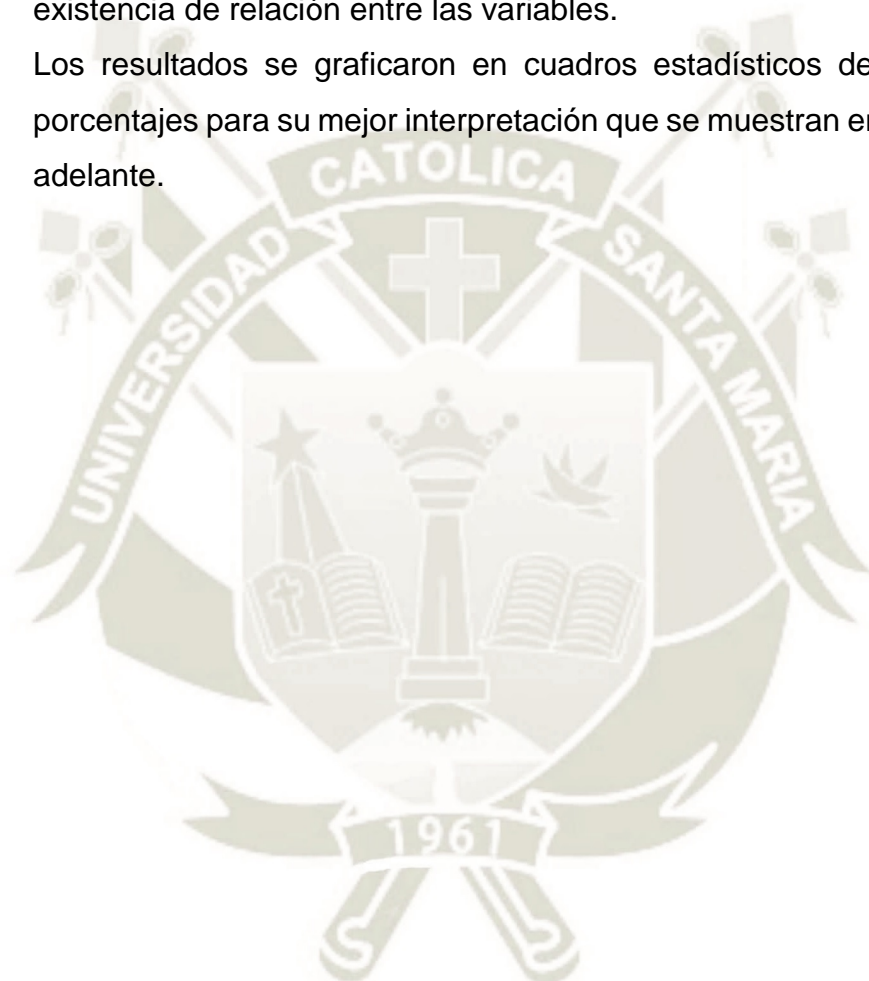 existencia de relación entre las variables.
Los resultados se graficaron en cuadros estadísticos de
porcentajes para su mejor interpretación que se muestran en
adelante.
CATOLICA
UNIVERSIDAD
SANTA MARIA
1961